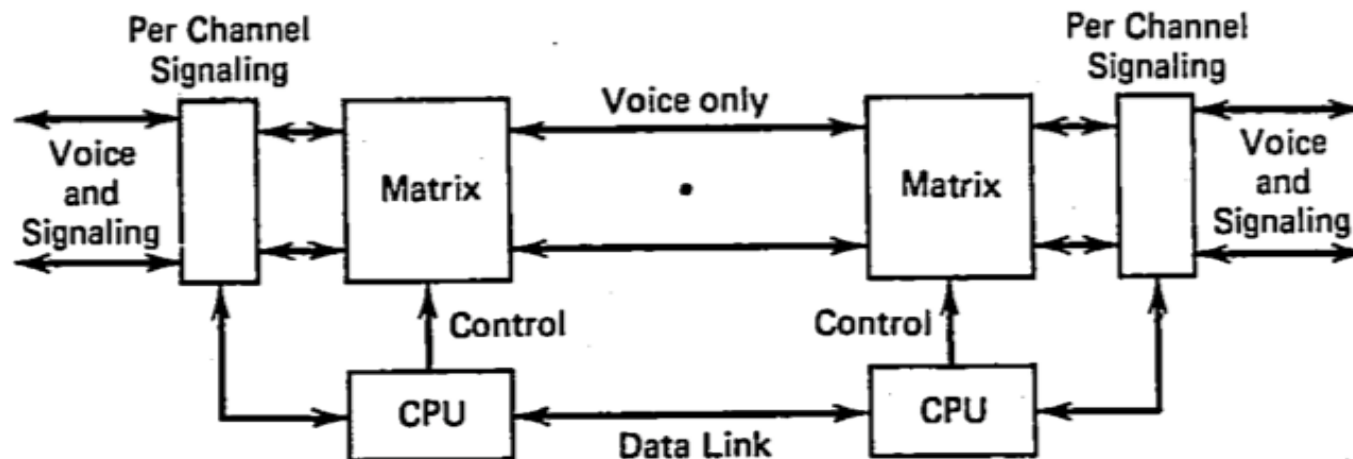 Per Channel
Signaling
Per Channel
Signaling
Voice only
Voice
and
Signaling
Matrix
Matrix
Voice
and
Signaling
Control
Control
CPU
CPU
Data Link